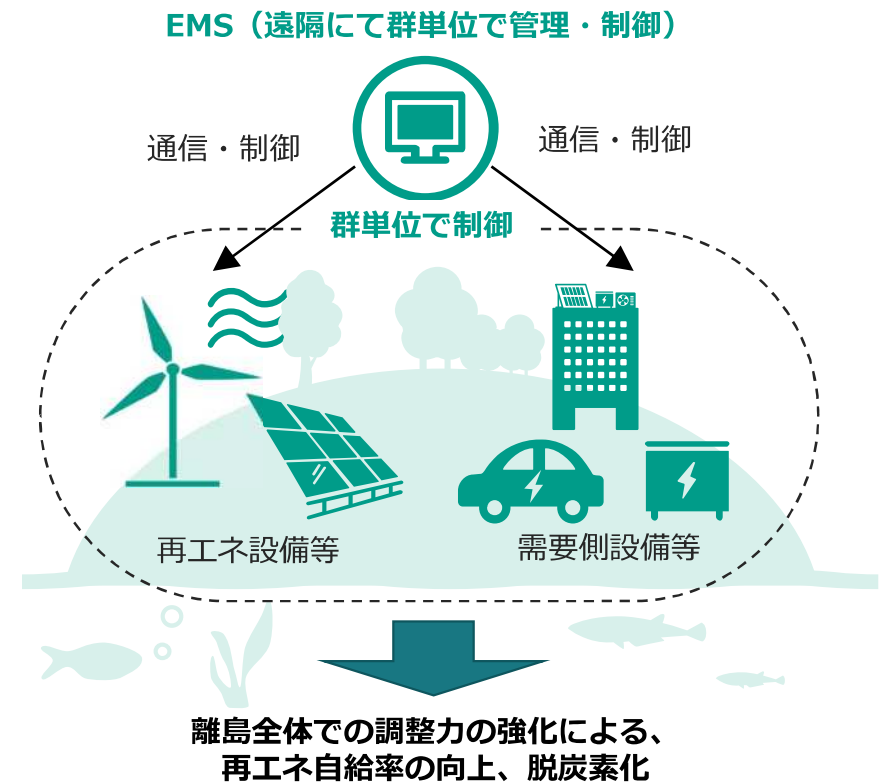 EMS（遠隔にて群単位で管理・制御）
通信・制御
通信・制御
群単位で制御
再エネ設備等
需要側設備等
離島全体での調整力の強化による、
再エネ自給率の向上、脱炭素化